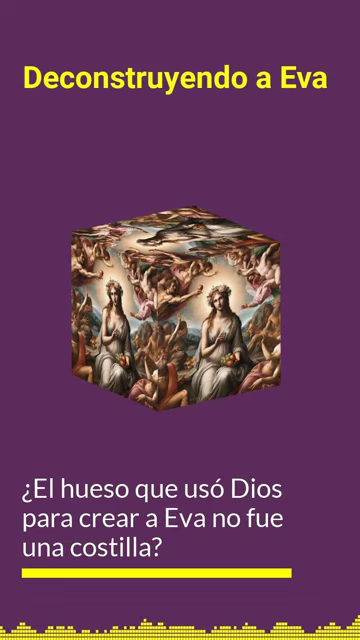 Deconstruyendo a Eva
¿El hueso que usó Dios
para crear a Eva no fue
una costilla?